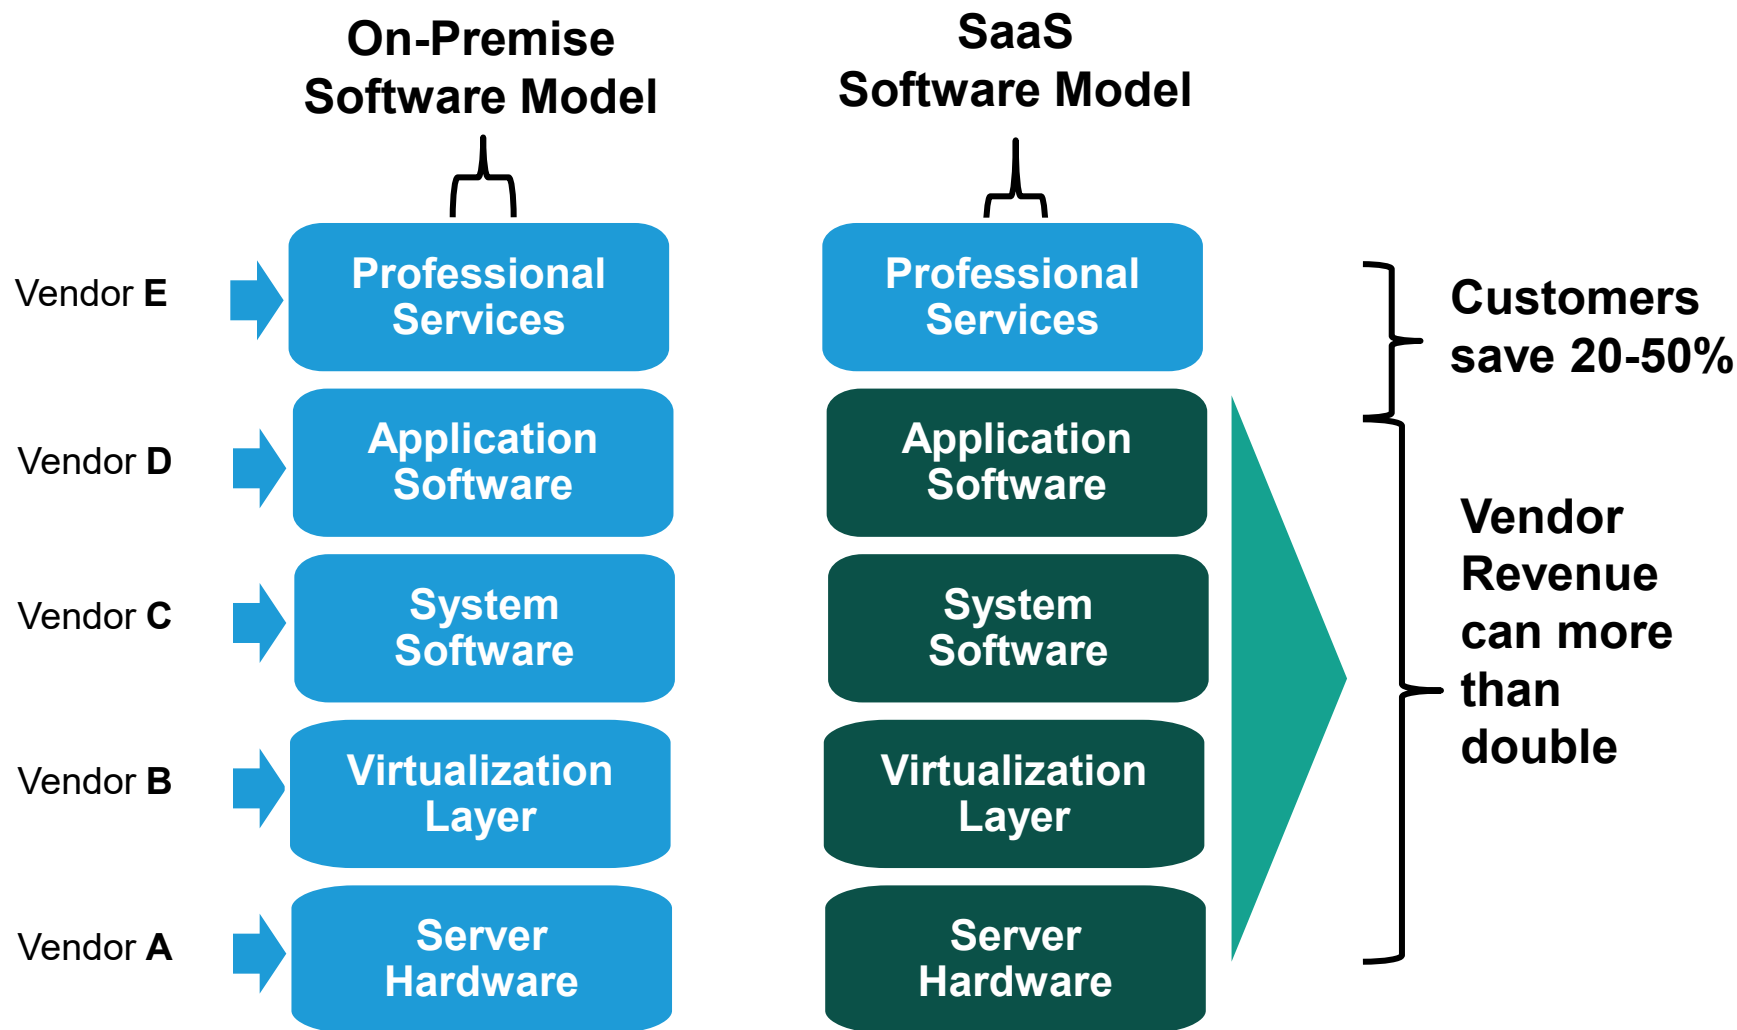 On-Premise
Software Model
SaaS
Software Model
Vendor E
Professional
Services
Professional
Services
Customers
save 20-50%
Vendor D
Application
Software
Application
Software
Vendor C
System
Software
System
Software
Vendor
Revenue
can more
than
double
Vendor B
Virtualization
Layer
Virtualization
Layer
Vendor A
Server
Hardware
Server
Hardware